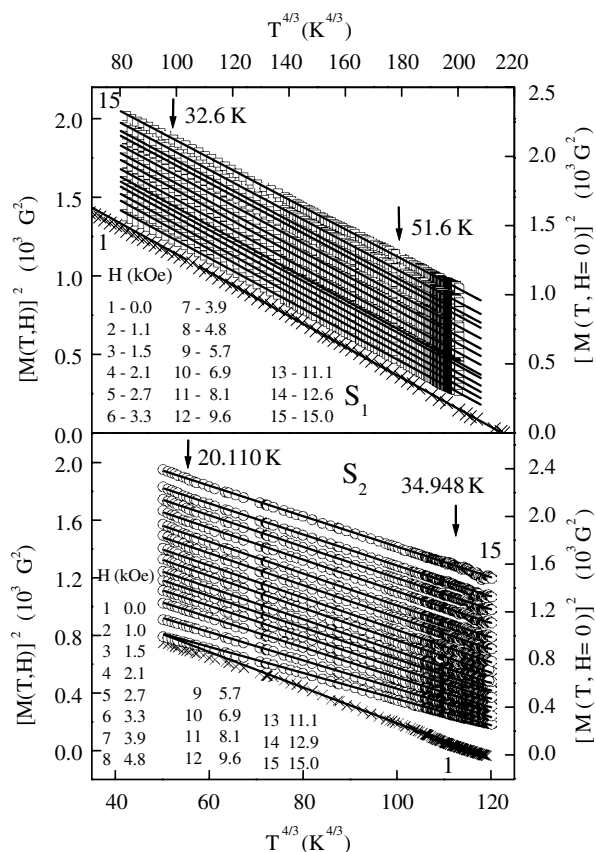 T^{4/3}(K^{4/3})
80 100 120 140 160 180 200 220
15
32.6 K
51.6 K
1
2.0
1.5
1.0
0.5
0.0
[M(T,H)]^2 (10^3 G^2)
2.5
2.0
1.5
1.0
0.5
0.0
[M(T, H=0)]^2 (10^3 G^2)
H (kOe)
1 - 0.0 7 - 3.9
2 - 1.1 8 - 4.8
3 - 1.5 9 - 5.7
4 - 2.1 10 - 6.9 13 - 11.1
5 - 2.7 11 - 8.1 14 - 12.6
6 - 3.3 12 - 9.6 15 - 15.0
S_1
20.110 K
S_2
34.948 K
15
1
2.0
1.6
1.2
0.8
0.4
0.0
[M(T,H)]^2 (10^3 G^2)
2.4
2.0
1.6
1.2
0.8
0.4
0.0
[M(T, H=0)]^2 (10^3 G^2)
H (kOe)
1 0.0
2 1.0
3 1.5
4 2.1
5 2.7 9 5.7
6 3.3 10 6.9 13 11.1
7 3.9 11 8.1 14 12.9
8 4.8 12 9.6 15 15.0
40 60 80 100 120
T^{4/3}(K^{4/3})